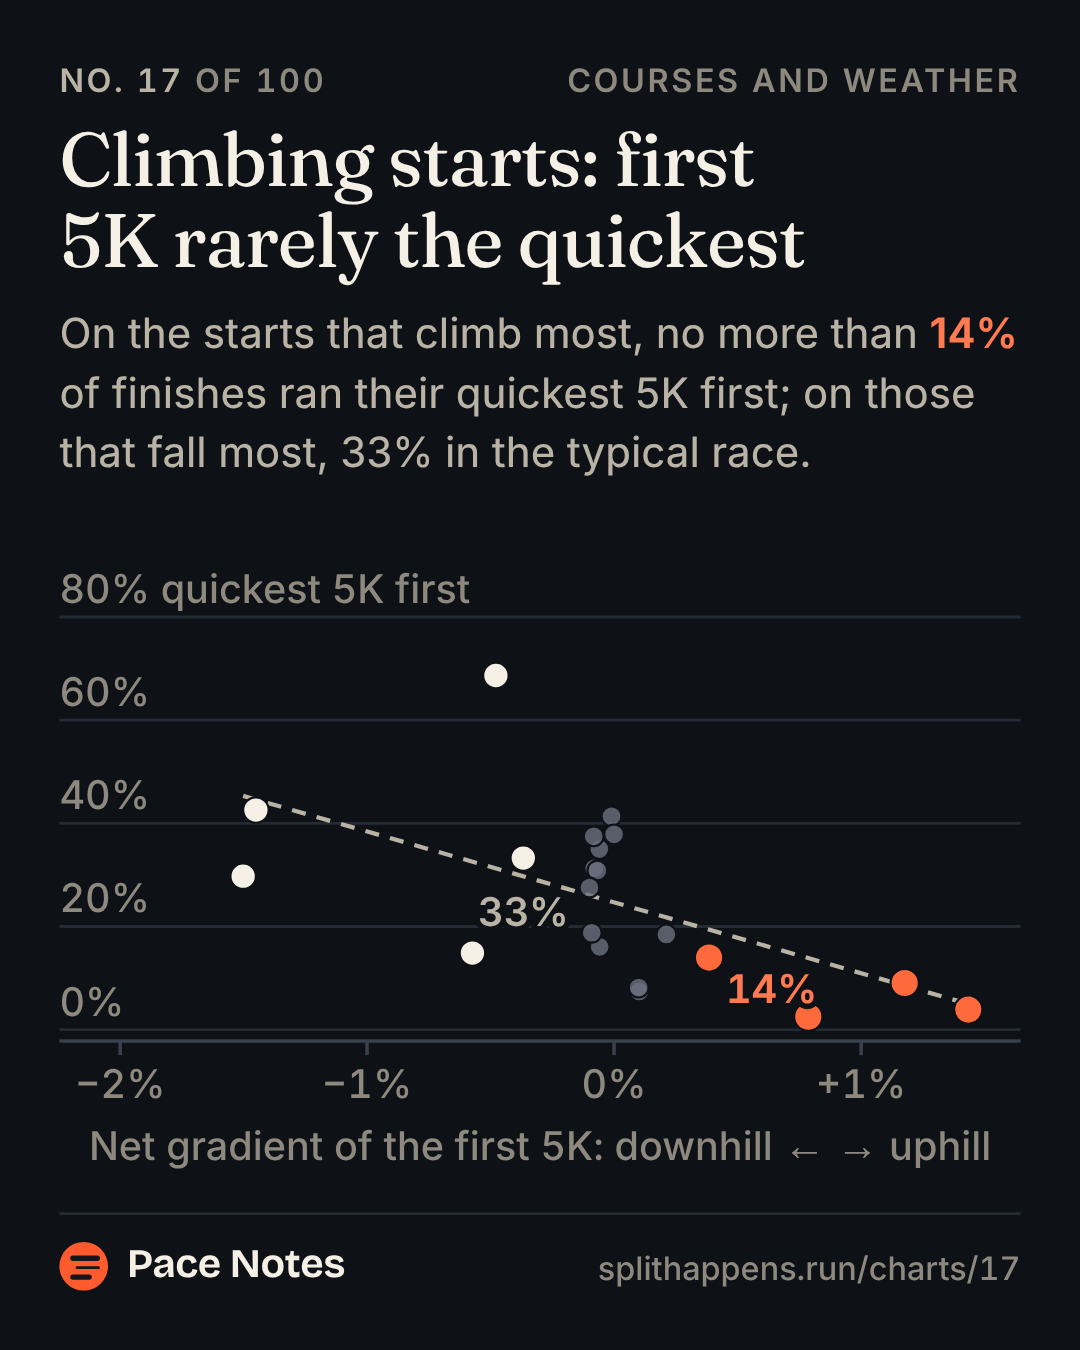 NO. 17 OF 100
COURSES AND WEATHER
Climbing starts: first
5K rarely the quickest
On the starts that climb most, no more than 14%
of finishes ran their quickest 5K first; on those
that fall most, 33% in the typical race.
80% quickest 5K first
60%
40%
20%
33%
14%
0%
−2%
−1%
0%
+1%
Net gradient of the first 5K: downhill ← → uphill
Pace Notes
splithappens.run/charts/17